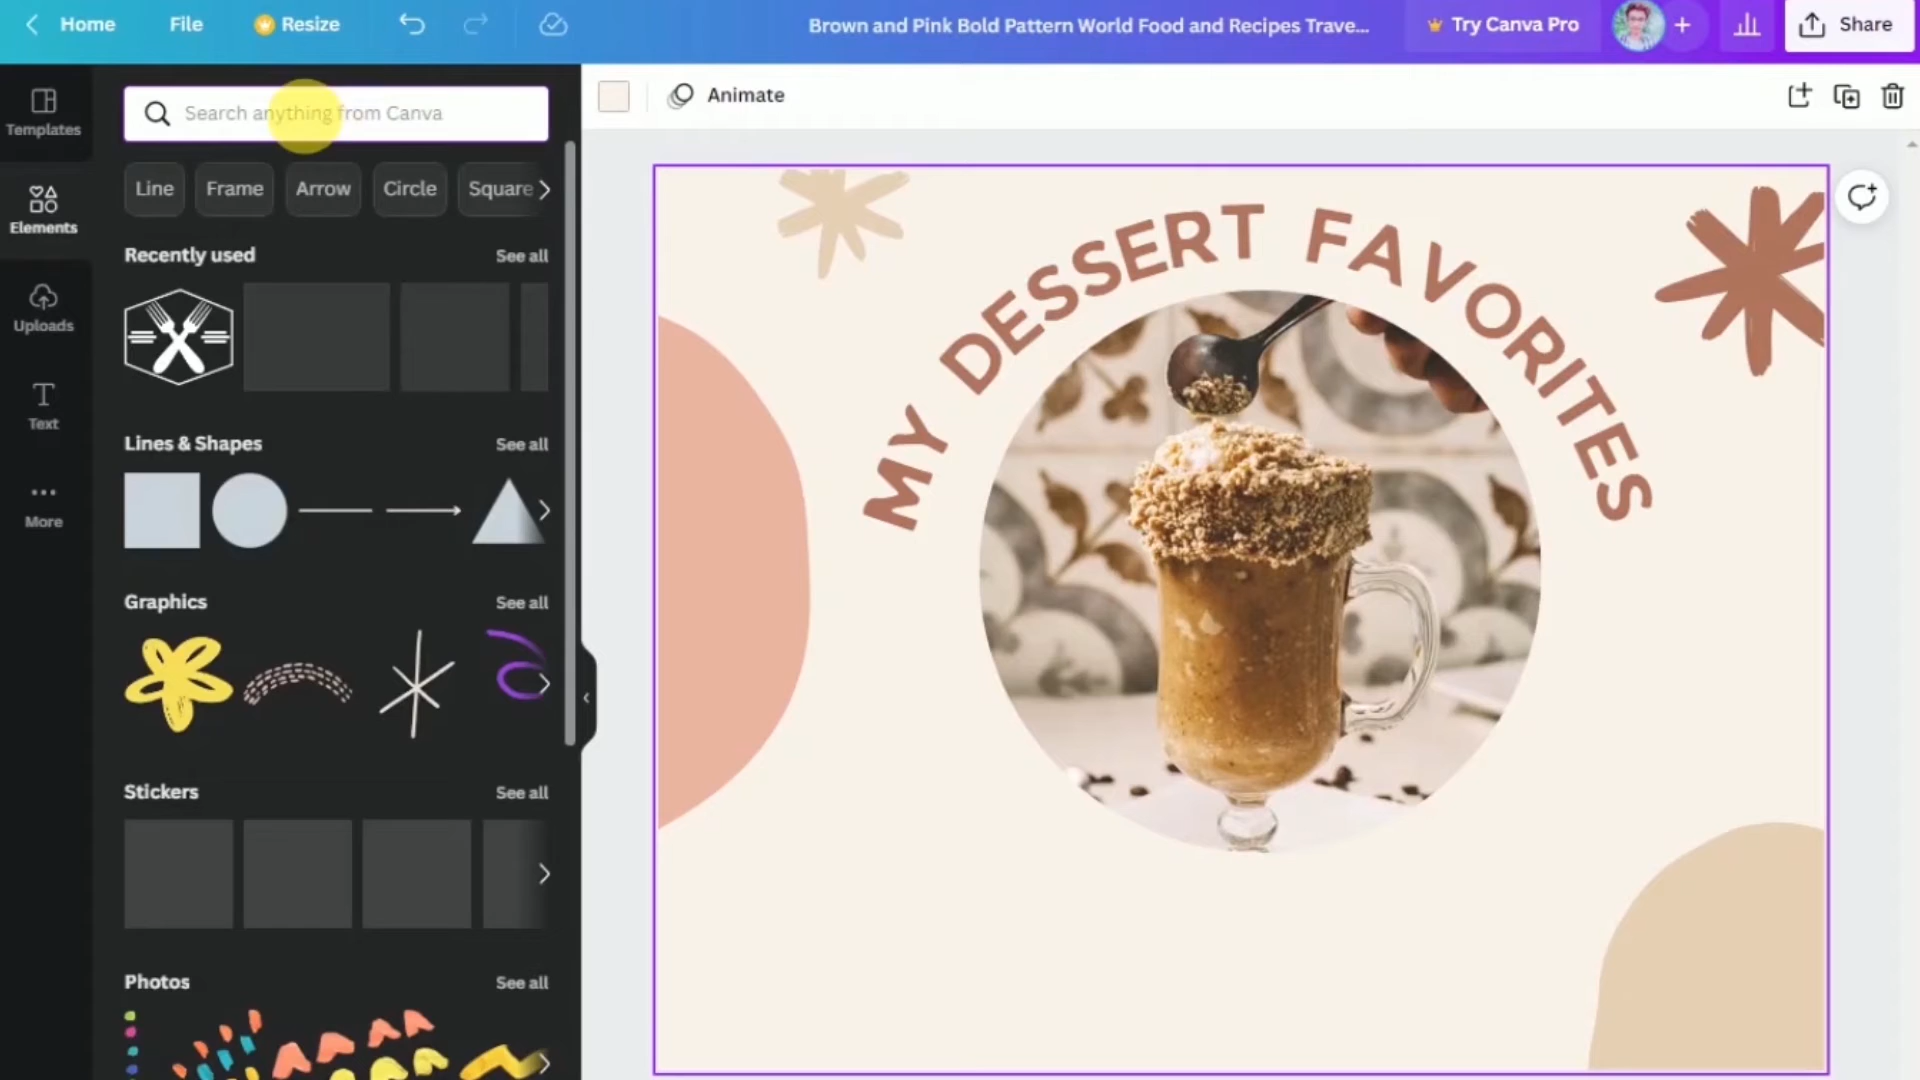 Home File Resize Brown and Pink Bold Pattern World Food and Recipes Trave... Try Canva Pro Share
Templates
Elements
Uploads
Text
More
Search anything from Canva
Line Frame Arrow Circle Square
Recently used See all
Lines & Shapes See all
Graphics See all
Stickers See all
Photos See all
Animate
MY DESSERT FAVORITES